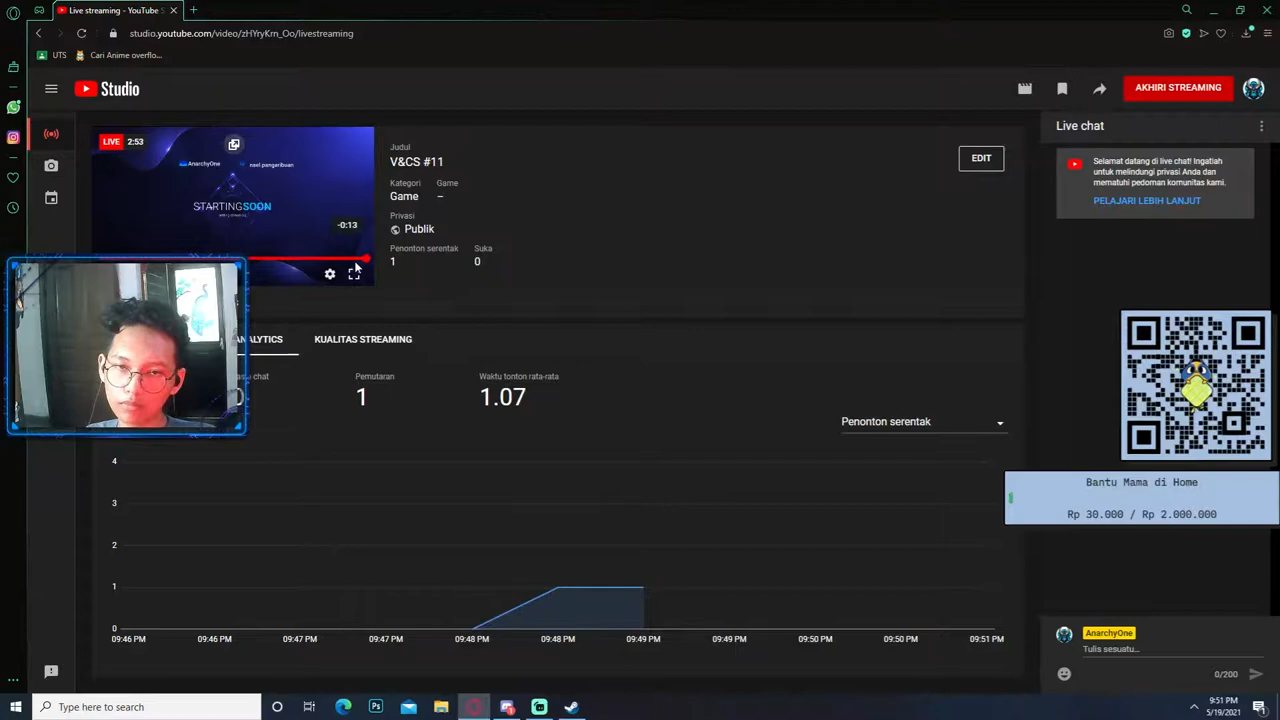 Live streaming - YouTube S
studio.youtube.com/video/zHYryKrn_Oo/livestreaming
UTS
Cari Anime overflo...
Studio
AKHIRI STREAMING
LIVE 2:53
AnarchyOne
nael pangaribuan
STARTINGSOON
-0:13
Judul
V&CS #11
EDIT
Kategori Game
Game –
Privasi
Publik
Penonton serentak Suka
1 0
Live chat
Selamat datang di live chat! Ingatlah
untuk melindungi privasi Anda dan
mematuhi pedoman komunitas kami.
PELAJARI LEBIH LANJUT
NALYTICS
KUALITAS STREAMING
chat
Pemutaran
1
Waktu tonton rata-rata
1.07
Penonton serentak
4
3
2
1
0
09:46 PM 09:46 PM 09:47 PM 09:47 PM 09:48 PM 09:48 PM 09:49 PM 09:49 PM 09:50 PM 09:50 PM 09:51 PM
Bantu Mama di Home
Rp 30.000 / Rp 2.000.000
AnarchyOne
Tulis sesuatu...
0/200
Type here to search
Ps
9:51 PM
5/19/2021